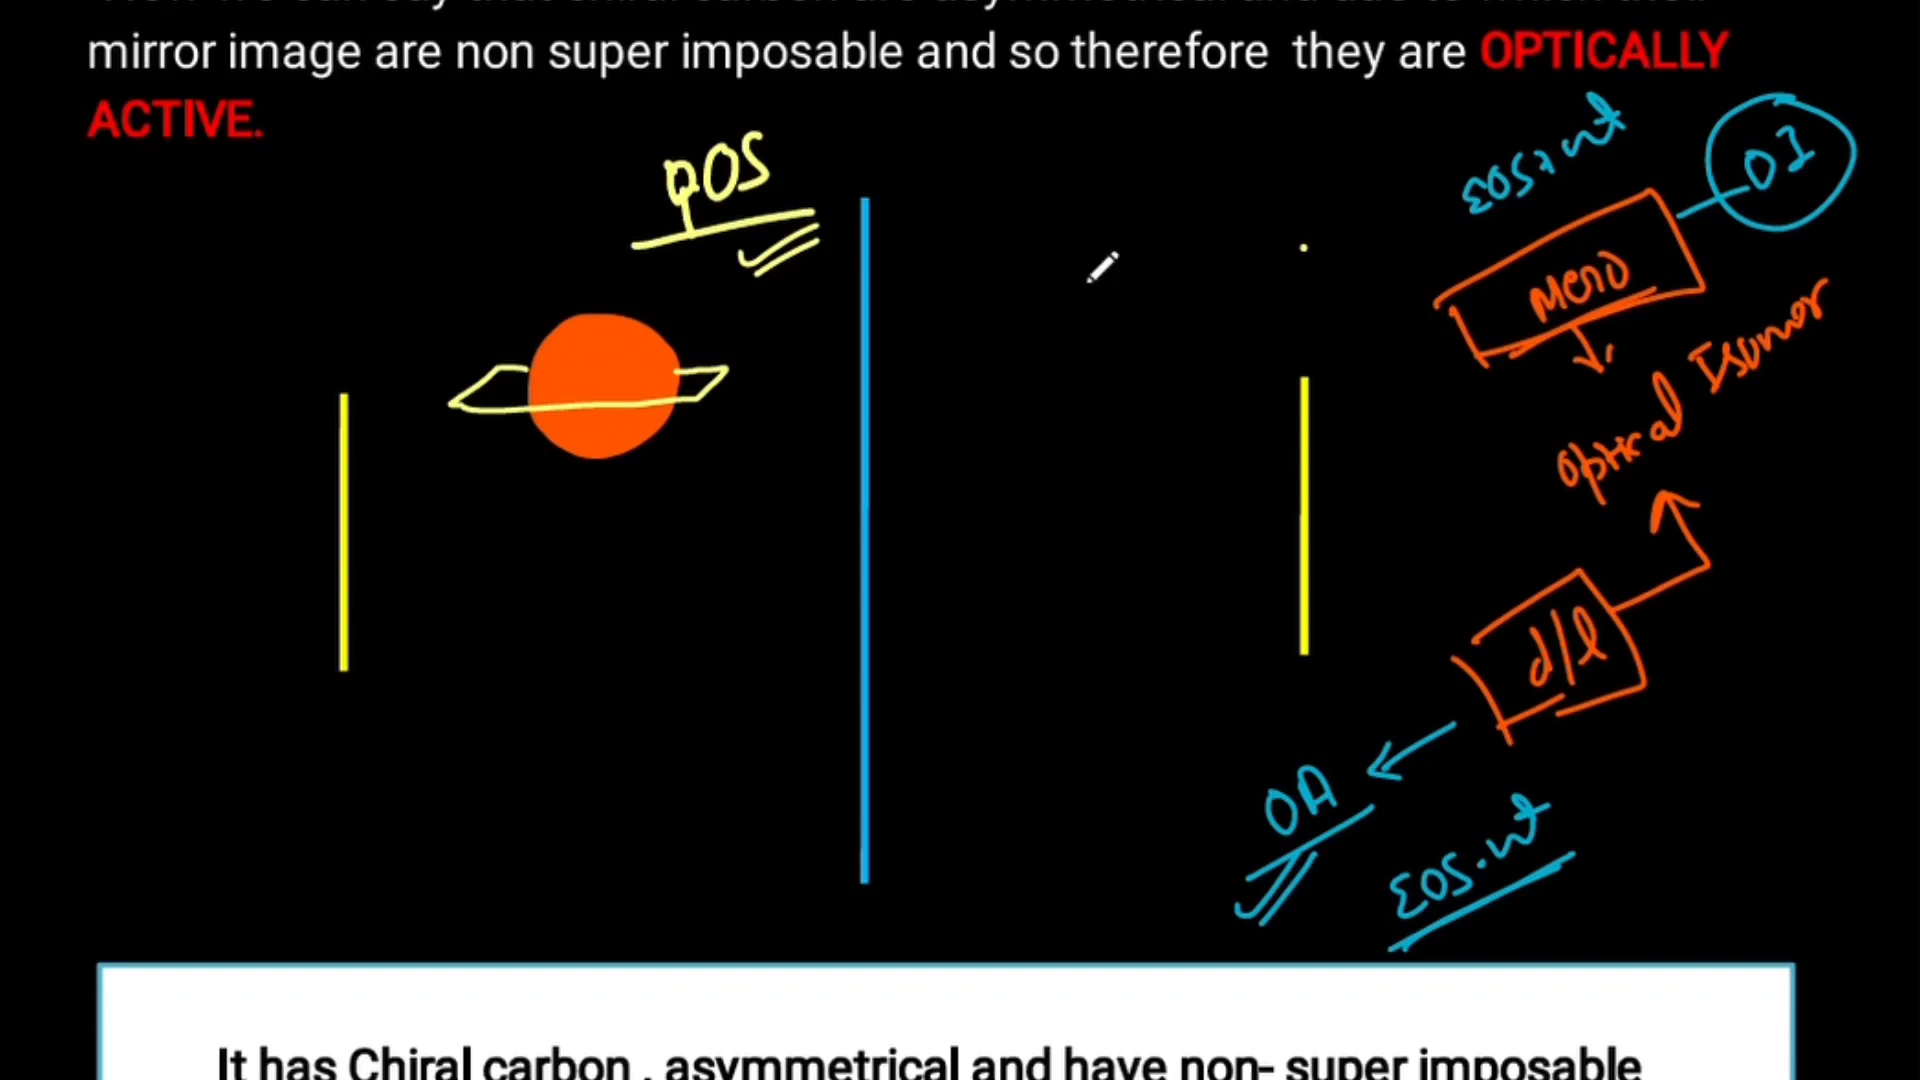 mirror image are non super imposable and so therefore they are OPTICALLY
ACTIVE.
POS
OI
Meso
Optical Isomer
d/l
OA
It has Chiral carbon , asymmetrical and have non- super imposable